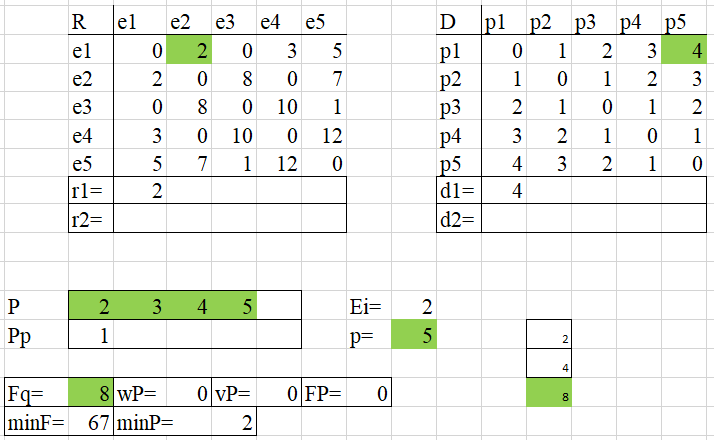 R e1 e2 e3 e4 e5 D p1 p2 p3 p4 p5
e1 0 2 0 3 5 p1 0 1 2 3 4
e2 2 0 8 0 7 p2 1 0 1 2 3
e3 0 8 0 10 1 p3 2 1 0 1 2
e4 3 0 10 0 12 p4 3 2 1 0 1
e5 5 7 1 12 0 p5 4 3 2 1 0
r1= 2 d1= 4
r2= d2=
P 2 3 4 5 Ei= 2
Pp 1 p= 5 2
4
Fq= 8 wP= 0 vP= 0 FP= 0 8
minF= 67 minP= 2